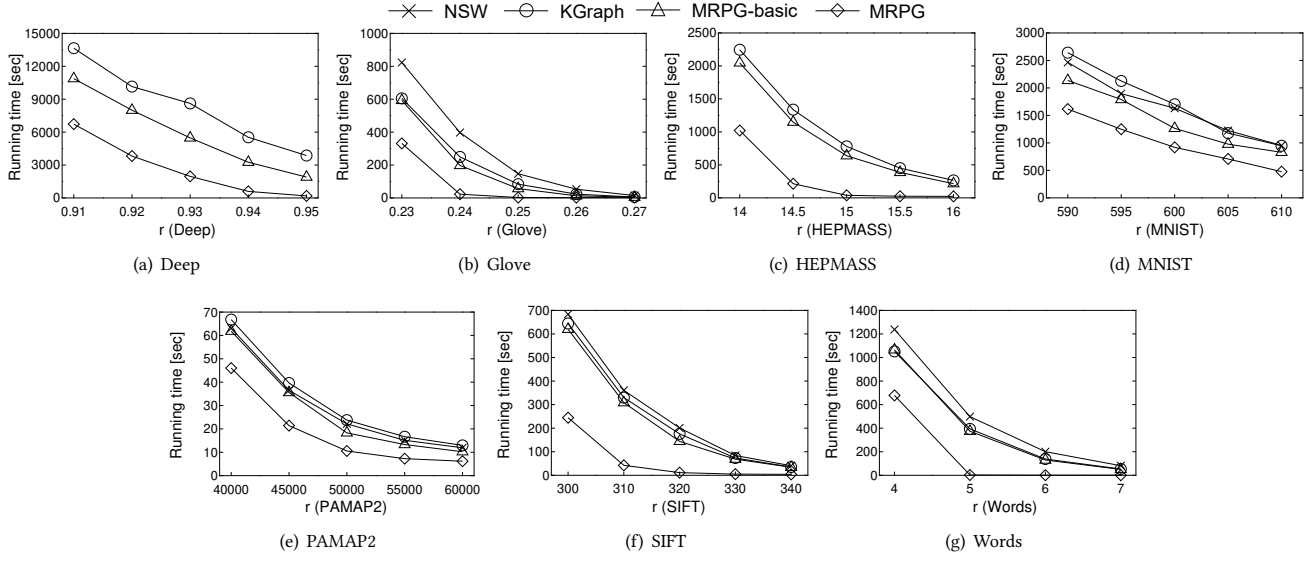 NSW KGraph MRPG-basic MRPG
Running time [sec]
15000
12000
9000
6000
3000
0
0.91 0.92 0.93 0.94 0.95
r (Deep)
(a) Deep
Running time [sec]
1000
800
600
400
200
0
0.23 0.24 0.25 0.26 0.27
r (Glove)
(b) Glove
Running time [sec]
2500
2000
1500
1000
500
0
14 14.5 15 15.5 16
r (HEPMASS)
(c) HEPMASS
Running time [sec]
3000
2500
2000
1500
1000
500
0
590 595 600 605 610
r (MNIST)
(d) MNIST
Running time [sec]
70
60
50
40
30
20
10
0
40000 45000 50000 55000 60000
r (PAMAP2)
(e) PAMAP2
Running time [sec]
700
600
500
400
300
200
100
0
300 310 320 330 340
r (SIFT)
(f) SIFT
Running time [sec]
1400
1200
1000
800
600
400
200
0
4 5 6 7
r (Words)
(g) Words